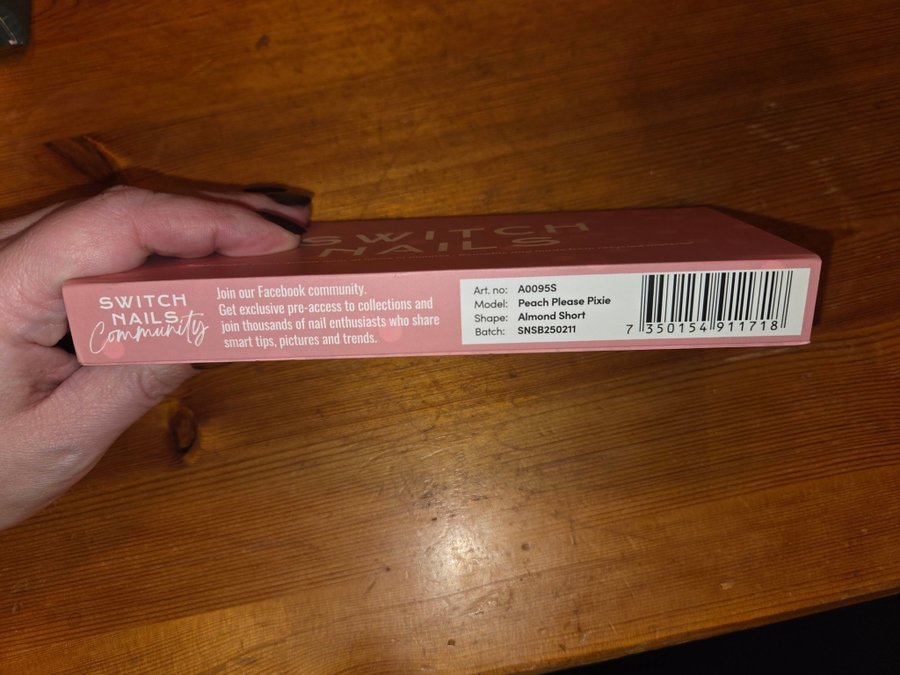 SWITCH
NAILS
SWITCH
NAILS
Community
Join our Facebook community.
Get exclusive pre-access to collections and
join thousands of nail enthusiasts who share
smart tips, pictures and trends.
Art. no: A0095S
Model: Peach Please Pixie
Shape: Almond Short
Batch: SNSB250211
7 350154 911718